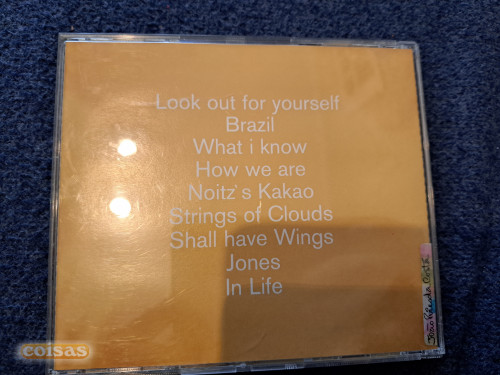 Look out for yourself
Brazil
What i know
How we are
Noitz`s Kakao
Strings of Clouds
Shall have Wings
Jones
In Life
coisas